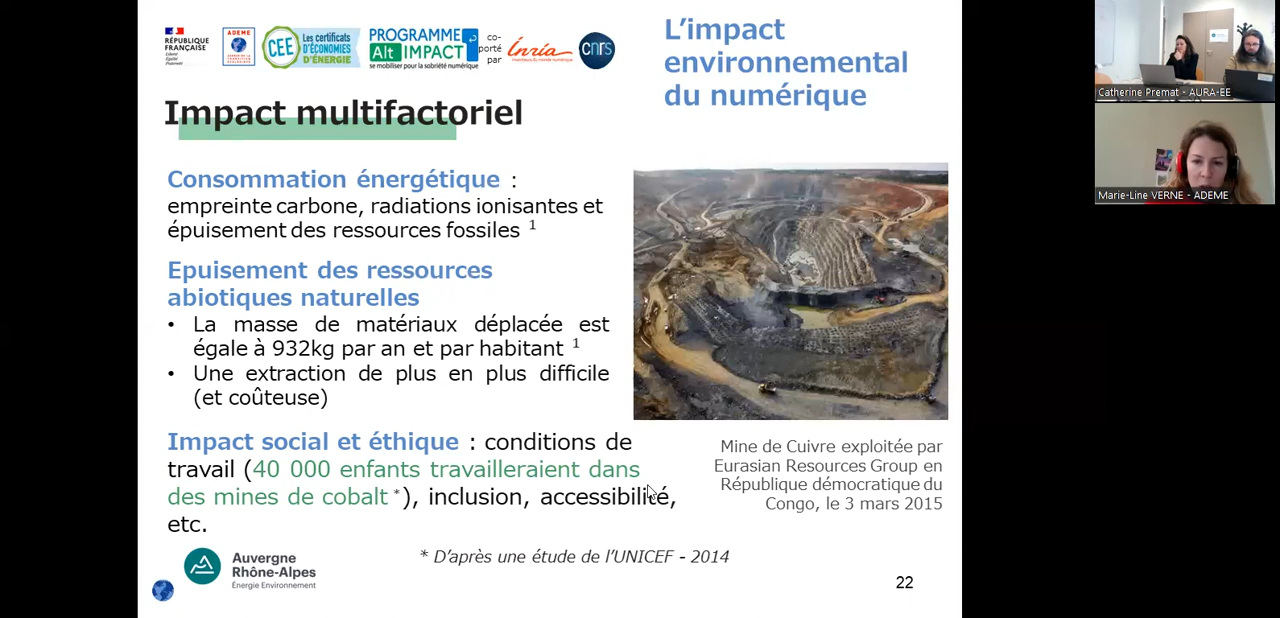 RÉPUBLIQUE
FRANÇAISE
Liberté
Égalité
Fraternité
ADEME
CEE
Les certificats
D'ÉCONOMIES
D'ÉNERGIE
PROGRAMME
Alt IMPACT
se mobiliser pour la sobriété numérique
co-
porté
par
Inria
cnrs
L'impact
environnemental
du numérique
Impact multifactoriel
Consommation énergétique :
empreinte carbone, radiations ionisantes et
épuisement des ressources fossiles 1
Epuisement des ressources
abiotiques naturelles
• La masse de matériaux déplacée est
égale à 932kg par an et par habitant 1
• Une extraction de plus en plus difficile
(et coûteuse)
Impact social et éthique : conditions de
travail (40 000 enfants travailleraient dans
des mines de cobalt *), inclusion, accessibilité,
etc.
Mine de Cuivre exploitée par
Eurasian Resources Group en
République démocratique du
Congo, le 3 mars 2015
* D'après une étude de l'UNICEF - 2014
Auvergne
Rhône-Alpes
Énergie Environnement
22
Catherine Premat - AURA-EE
Marie-Line VERNE - ADEME